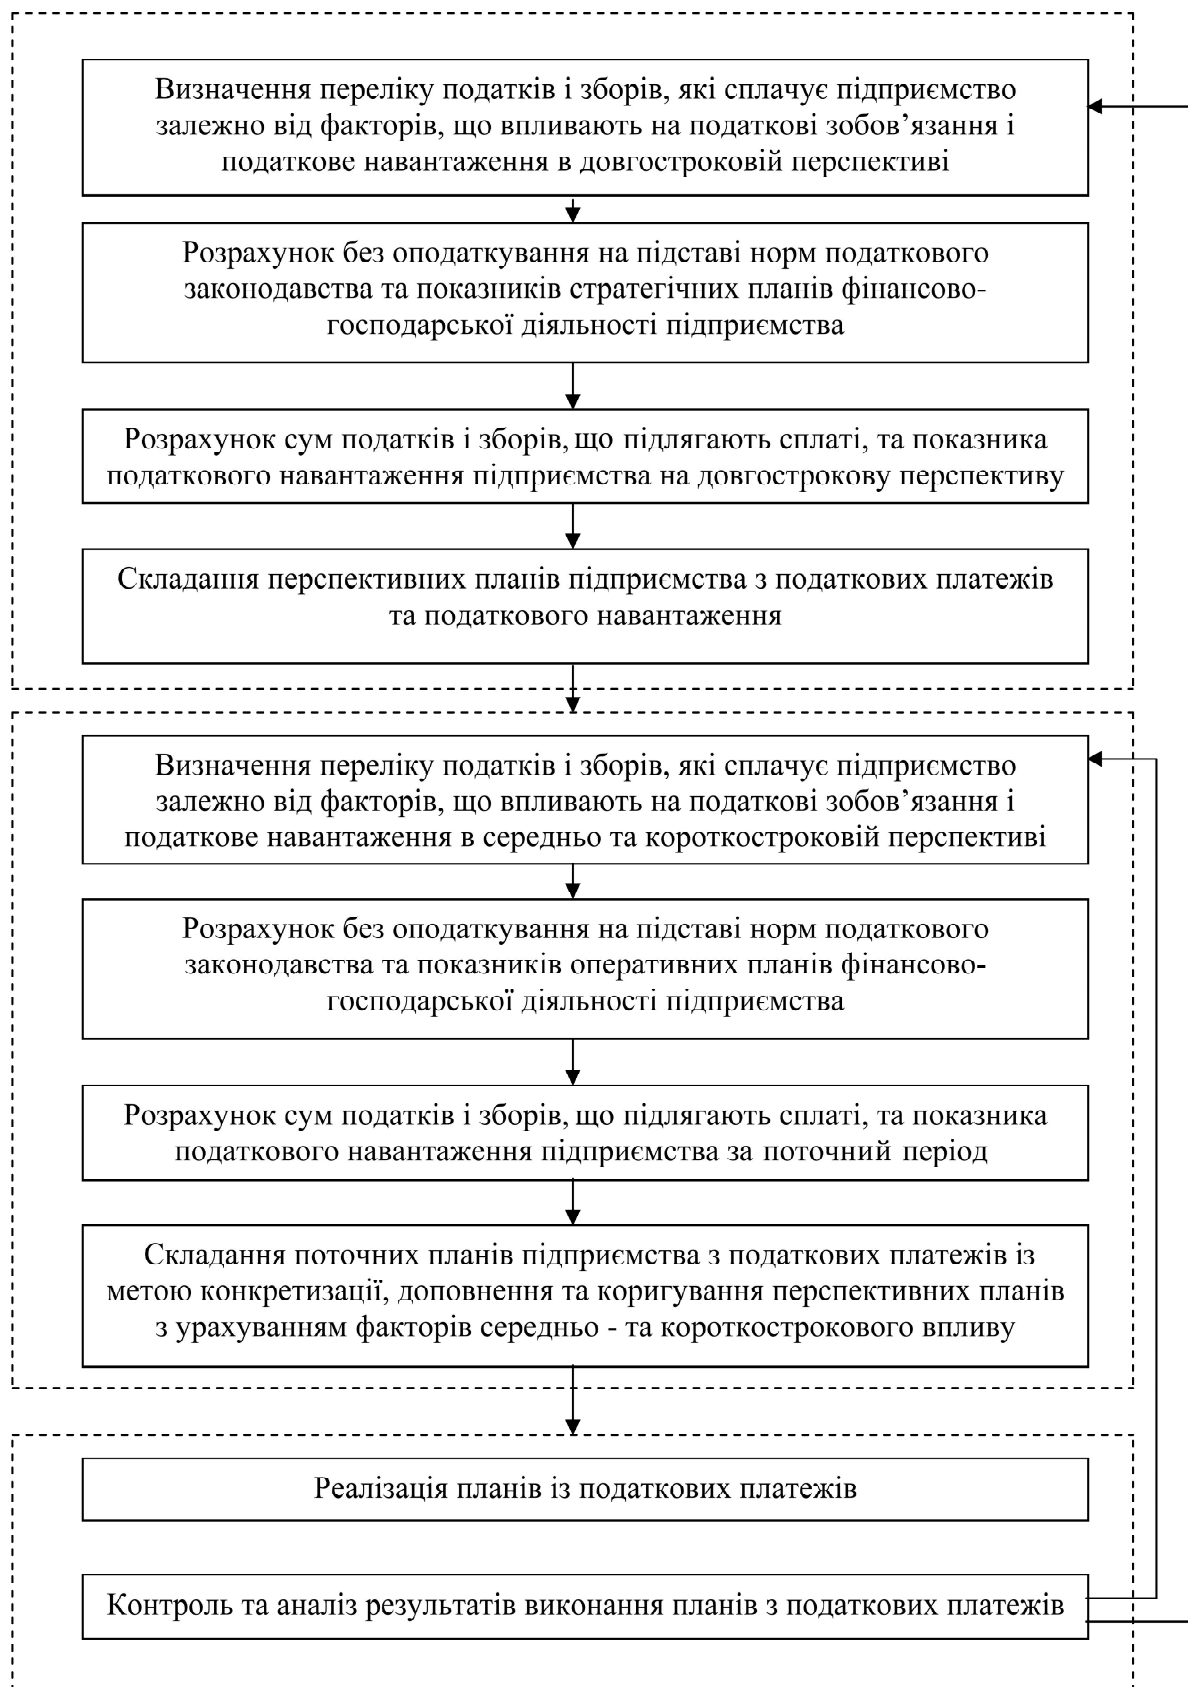 Визначення переліку податків і зборів, які сплачує підприємство
залежно від факторів, що впливають на податкові зобов’язання і
податкове навантаження в довгостроковій перспективі
Розрахунок без оподаткування на підставі норм податкового
законодавства та показників стратегічних планів фінансово-
господарської діяльності підприємства
Розрахунок сум податків і зборів, що підлягають сплаті, та показника
податкового навантаження підприємства на довгострокову перспективу
Складання перспективних планів підприємства з податкових платежів
та податкового навантаження
Визначення переліку податків і зборів, які сплачує підприємство
залежно від факторів, що впливають на податкові зобов’язання і
податкове навантаження в середньо та короткостроковій перспективі
Розрахунок без оподаткування на підставі норм податкового
законодавства та показників оперативних планів фінансово-
господарської діяльності підприємства
Розрахунок сум податків і зборів, що підлягають сплаті, та показника
податкового навантаження підприємства за поточний період
Складання поточних планів підприємства з податкових платежів із
метою конкретизації, доповнення та коригування перспективних планів
з урахуванням факторів середньо - та короткострокового впливу
Реалізація планів із податкових платежів
Контроль та аналіз результатів виконання планів з податкових платежів